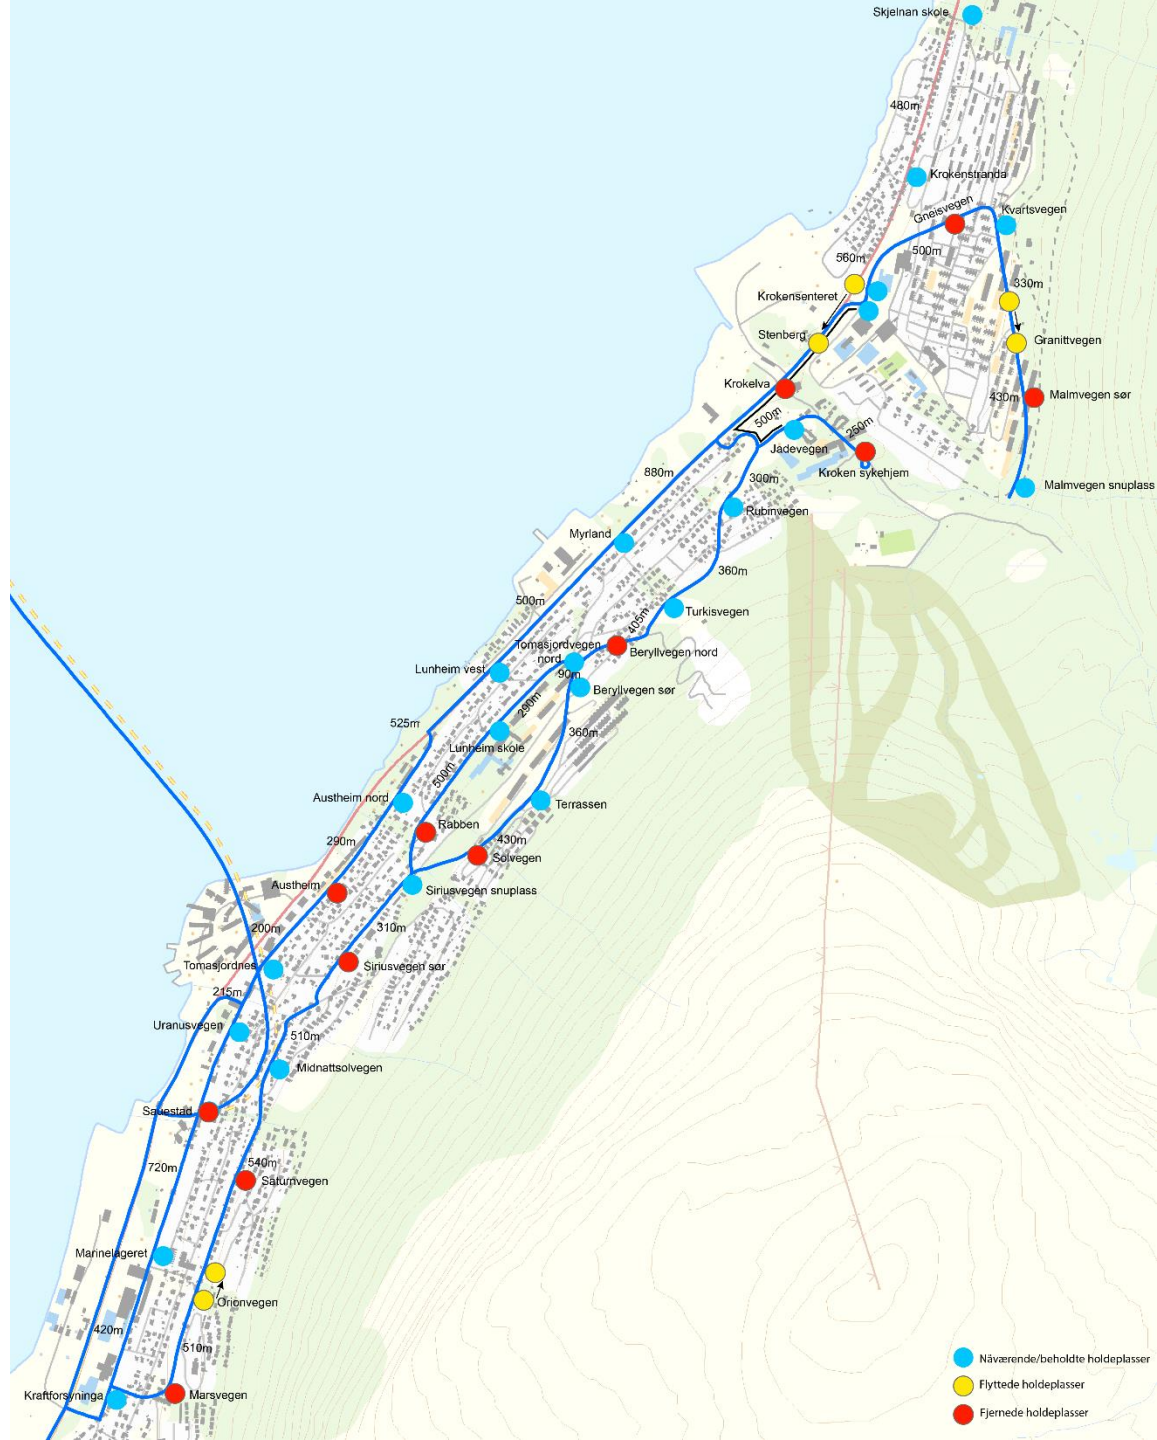 Skjelnan skole
480m
Krokenstranda
Gneisvegen
Kvartsvegen
500m
560m
330m
Krokensenteret
Stenberg
Granittvegen
Krokelva
430m
Malmvegen sør
500m
250m
Jadevegen
Kroken sykehjem
880m
300m
Malmvegen snuplass
Rubinvegen
Myrland
360m
500m
405m
Turkisvegen
Tomasjordvegen
nord
Beryllvegen nord
Lunheim vest
90m
Beryllvegen sør
290m
525m
360m
Lunheim skole
500m
Austheim nord
Terrassen
Rabben
290m
430m
Solvegen
Austheim
Siriusvegen snuplass
200m
310m
Tomasjordnes
Siriusvegen sør
215m
Uranusvegen
510m
Midnattsolvegen
Sauestad
720m
540m
Saturnvegen
Marinelageret
Orionvegen
420m
510m
Kraftforsyninga
Marsvegen
Nåværende/beholdte holdeplasser
Flyttede holdeplasser
Fjernede holdeplasser